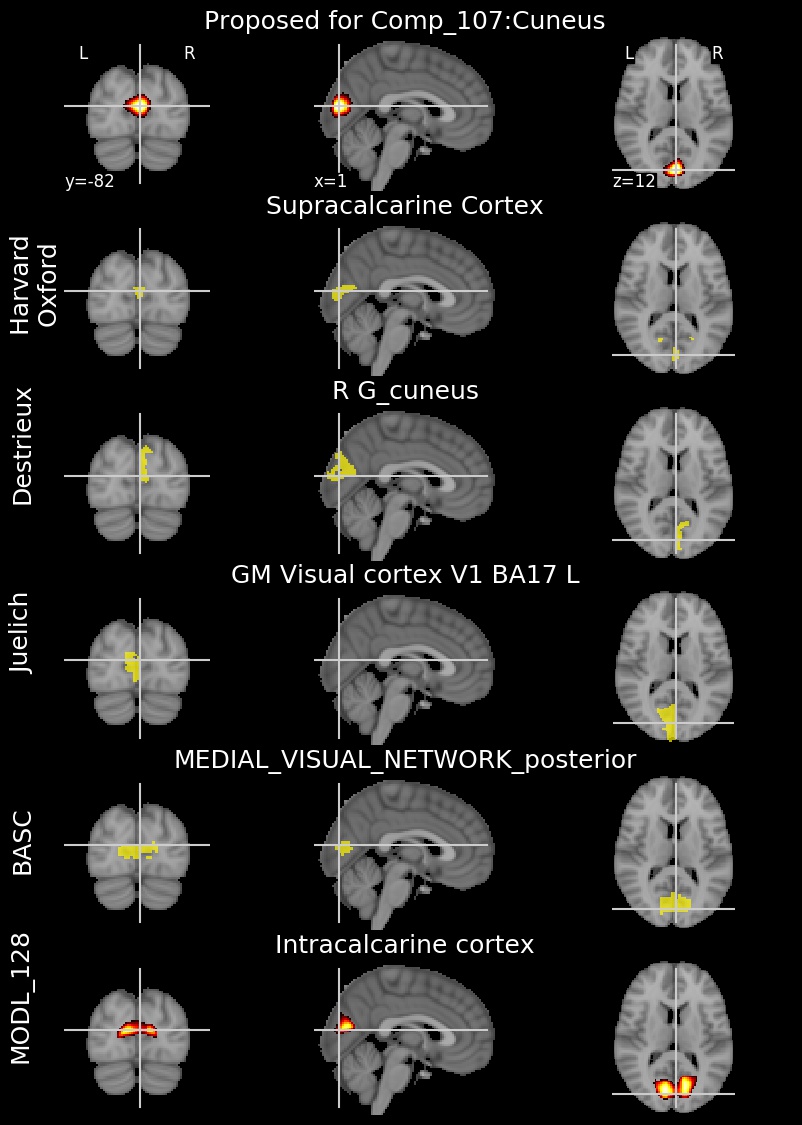 Proposed for Comp_107:Cuneus
L R L R
y=-82 x=1 z=12
Supracalcarine Cortex
Harvard
Oxford
R G_cuneus
Destrieux
GM Visual cortex V1 BA17 L
Juelich
MEDIAL_VISUAL_NETWORK_posterior
BASC
Intracalcarine cortex
MODL_128